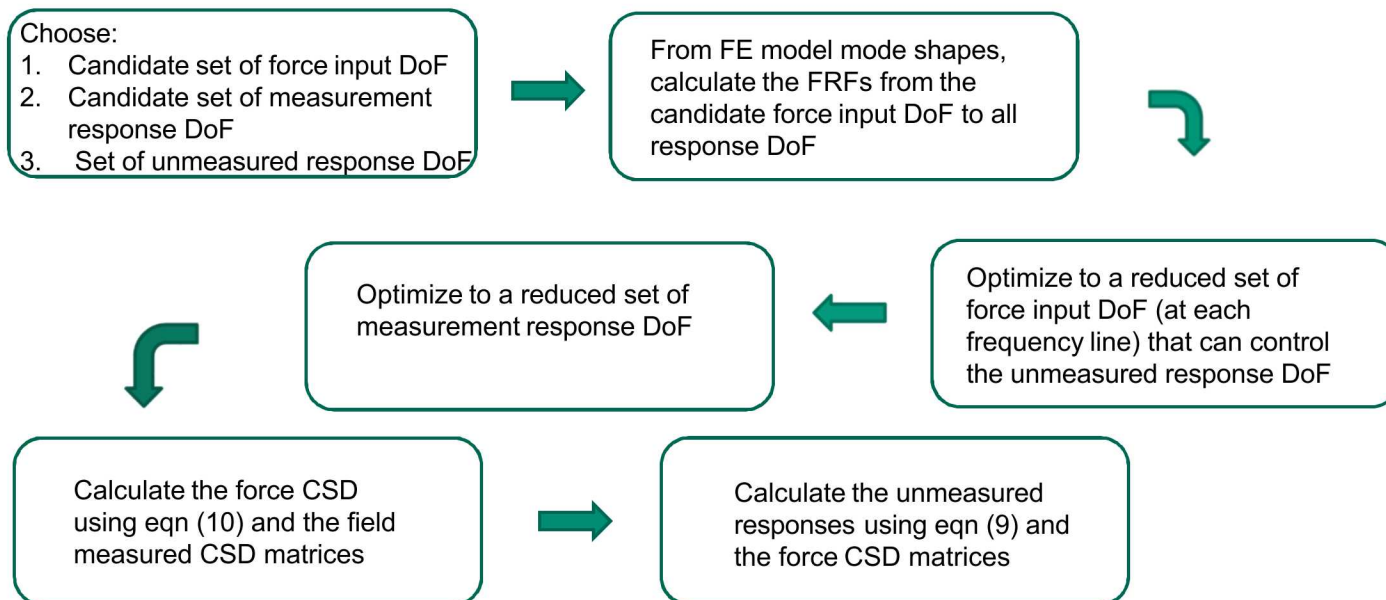 Choose:
1. Candidate set of force input DoF
2. Candidate set of measurement
response DoF
3. Set of unmeasured response DoF
From FE model mode shapes,
calculate the FRFs from the
candidate force input DoF to all
response DoF
Optimize to a reduced set of
force input DoF (at each
frequency line) that can control
the unmeasured response DoF
Optimize to a reduced set of
measurement response DoF
Calculate the force CSD
using eqn (10) and the field
measured CSD matrices
Calculate the unmeasured
responses using eqn (9) and
the force CSD matrices